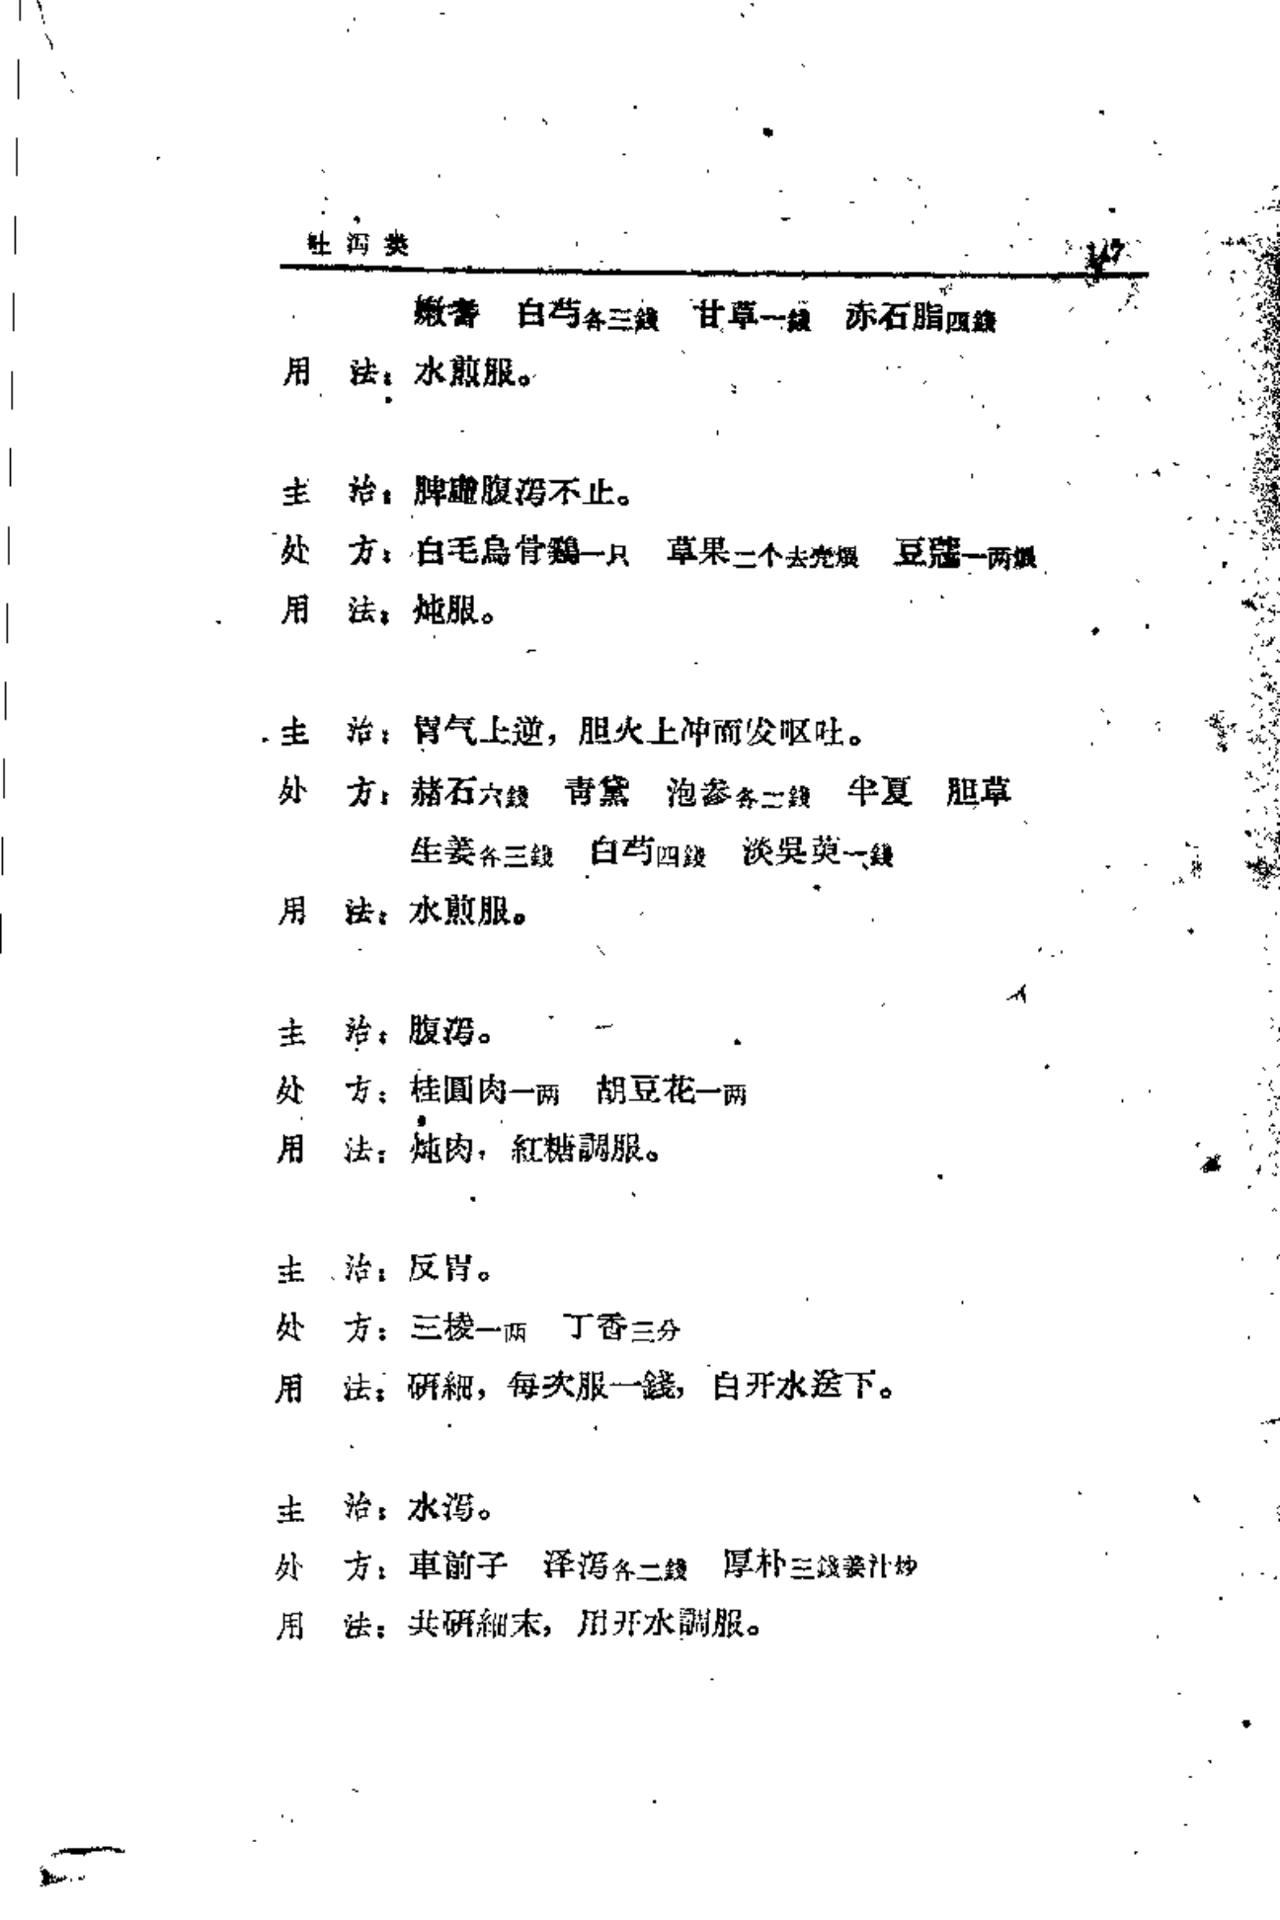 吐泻类
嫩蓍　白芍各三錢　甘草一錢　赤石脂四錢
用　法：水煎服。
主　治：脾虛腹泻不止。
处　方：白毛烏骨鷄一只　草果二个去壳煨　豆蔻一两煨
用　法：炖服。
主　治：胃气上逆，胆火上冲而发呕吐。
处　方：赭石六錢　青黛　泡参各二錢　半夏　胆草
生姜各三錢　白芍四錢　淡吳萸一錢
用　法：水煎服。
主　治：腹泻。
处　方：桂圓肉一两　胡豆花一两
用　法：炖肉，紅糖調服。
主　治：反胃。
处　方：三棱一两　丁香三分
用　法：研細，每次服一錢，白开水送下。
主　治：水泻。
处　方：車前子　泽泻各二錢　厚朴三錢姜汁炒
用　法：共研細末，用开水調服。